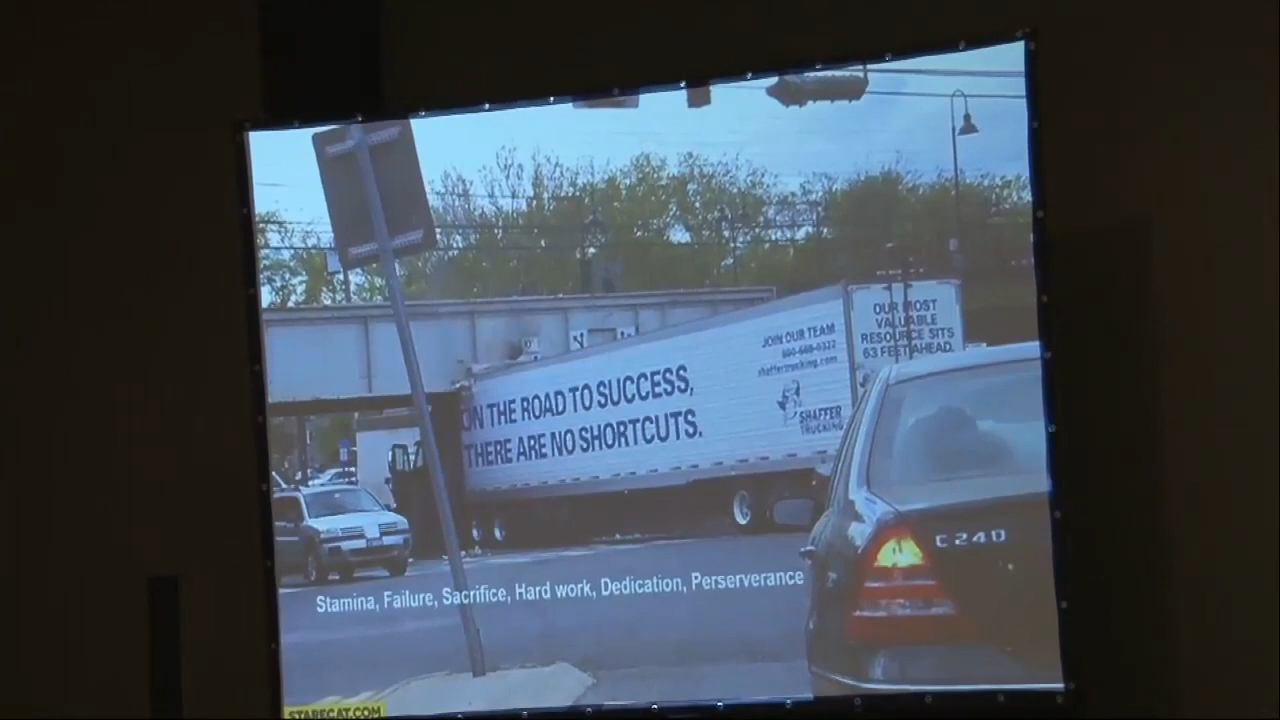 OUR MOST
VALUABLE
RESOURCE SITS
63 FEET AHEAD.
JOIN OUR TEAM
800-669-0322
shaffertrucking.com
ON THE ROAD TO SUCCESS,
THERE ARE NO SHORTCUTS.
SHAFFER
TRUCKING
C 240
Stamina, Failure, Sacrifice, Hard work, Dedication, Perserverance
STARECAT.COM